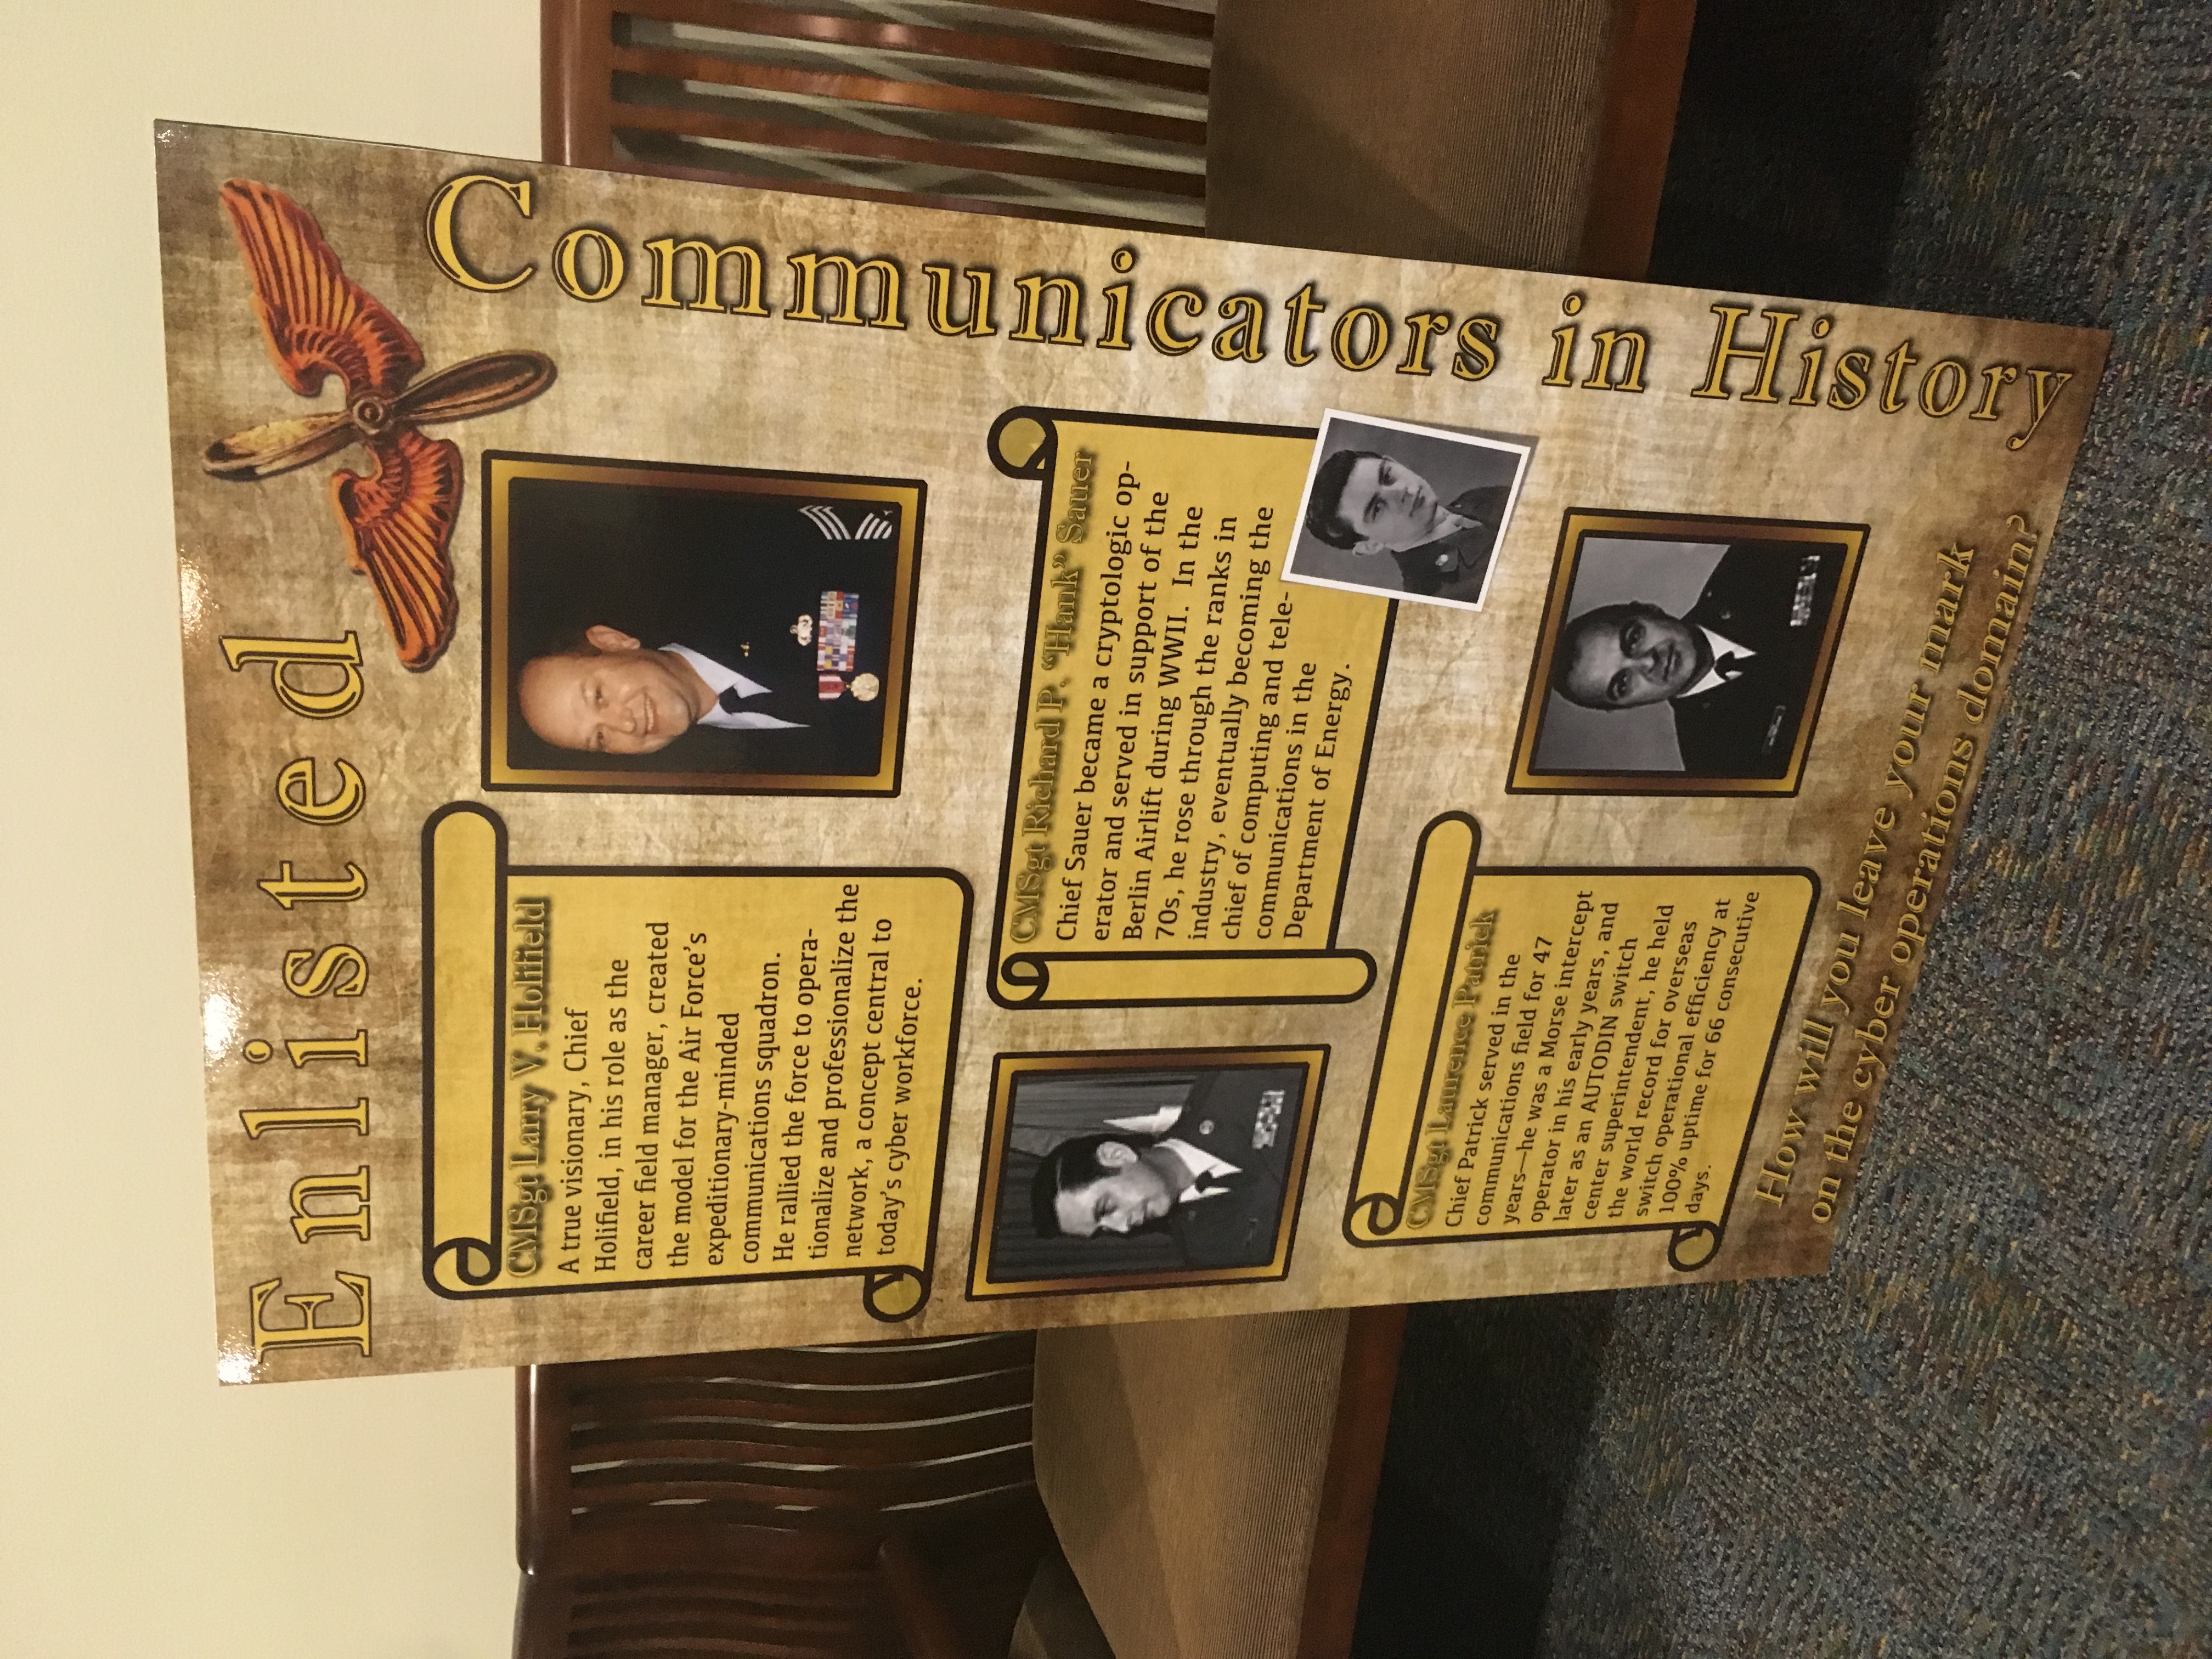 Enlisted
Communicators in History
CMSgt Larry V. Holifield
A true visionary, Chief
Holifield, in his role as the
career field manager, created
the model for the Air Force's
expeditionary-minded
communications squadron.
He rallied the force to opera-
tionalize and professionalize the
network, a concept central to
today's cyber workforce.
CMSgt Richard P. "Hank" Sauer
Chief Sauer became a cryptologic op-
erator and served in support of the
Berlin Airlift during WWII.  In the
70s, he rose through the ranks in
industry, eventually becoming the
chief of computing and tele-
communications in the
Department of Energy.
CMSgt Laurence Patrick
Chief Patrick served in the
communications field for 47
years—he was a Morse intercept
operator in his early years, and
later as an AUTODIN switch
center superintendent, he held
the world record for overseas
switch operational efficiency at
100% uptime for 66 consecutive
days.
How will you leave your mark
on the cyber operations domain?